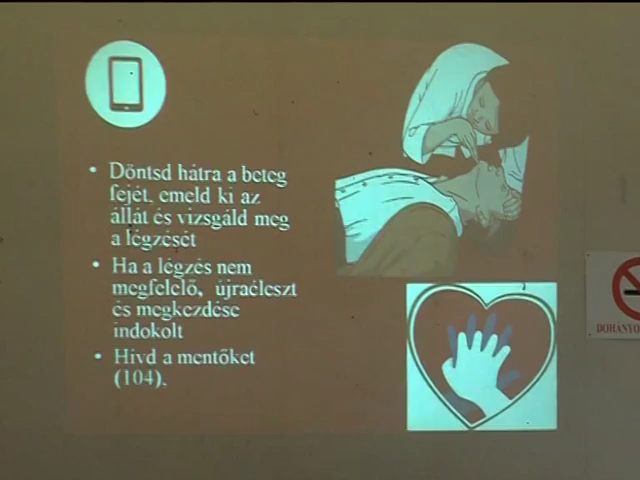 • Döntsd hátra a beteg
fejét, emeld ki az
állát és vizsgáld meg
a légzését
• Ha a légzés nem
megfelelő, újraéleszt
és megkezdése
indokolt
• Hívd a mentőket
(104).
DOHÁNYO